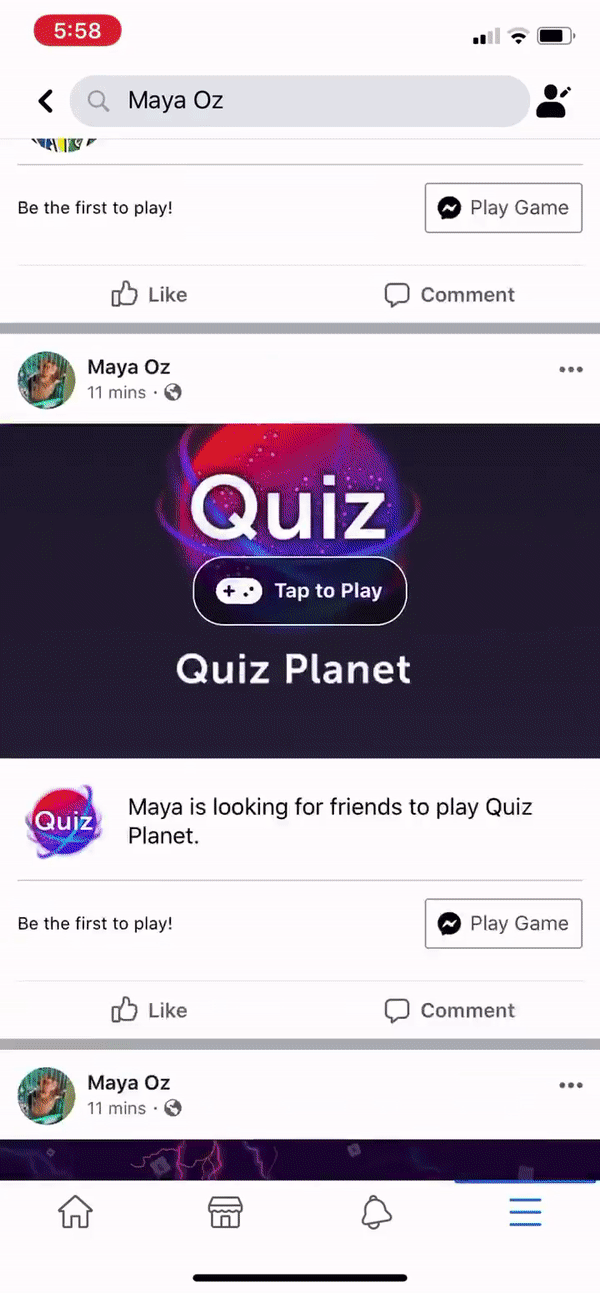 5:58
Maya Oz
Be the first to play!
Play Game
Like
Comment
Maya Oz
11 mins ·
Quiz
Tap to Play
Quiz Planet
Quiz
Maya is looking for friends to play Quiz
Planet.
Be the first to play!
Play Game
Like
Comment
Maya Oz
11 mins ·